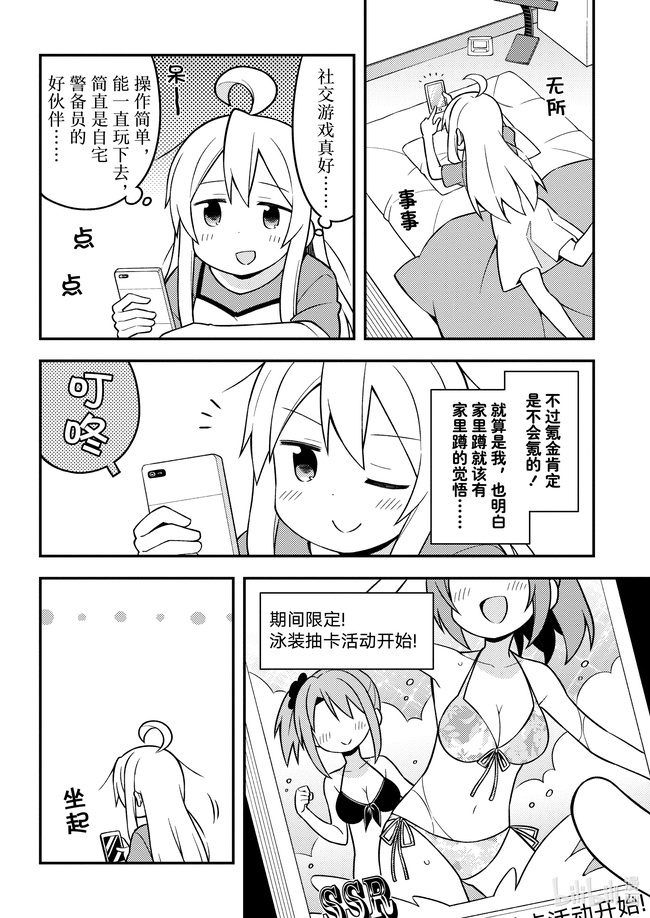 无所
事事
社交游戏真好……
呆—
操作简单，
能一直玩下去，
简直是自宅
警备员的
好伙伴……
点
点
不过氪金肯定
是不会氪的！
就算是我，也明白
家里蹲就该有
家里蹲的觉悟……
叮咚
期间限定!
泳装抽卡活动开始!
SSR
活动开始!
坐起